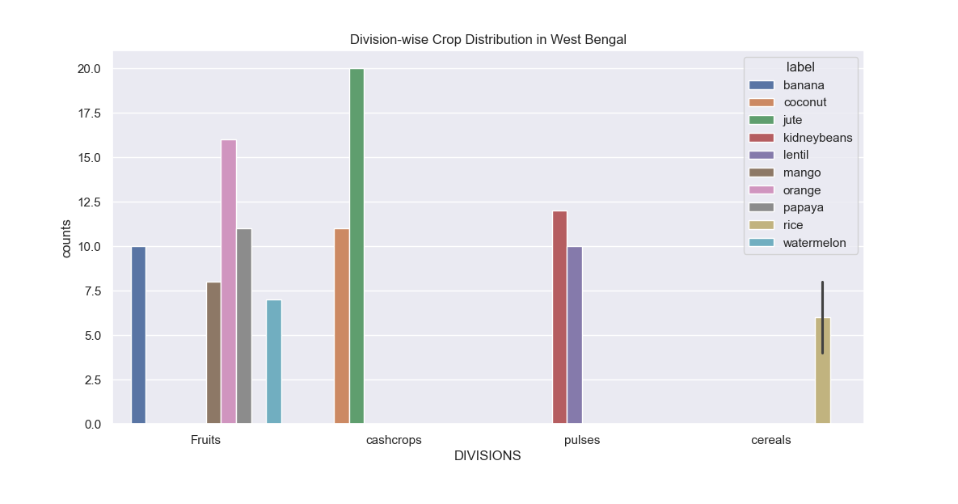 Division-wise Crop Distribution in West Bengal
label
banana
coconut
jute
kidneybeans
lentil
mango
orange
papaya
rice
watermelon
counts
20.0
17.5
15.0
12.5
10.0
7.5
5.0
2.5
0.0
Fruits cashcrops pulses cereals
DIVISIONS